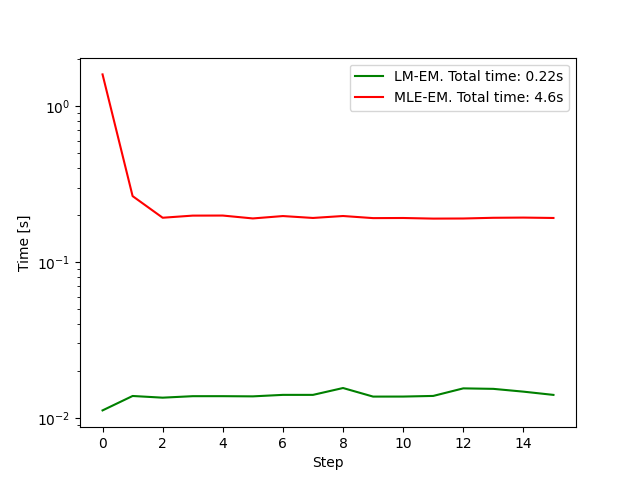 LM-EM. Total time: 0.22s
MLE-EM. Total time: 4.6s
10⁰
10⁻¹
10⁻²
Time [s]
0 2 4 6 8 10 12 14
Step